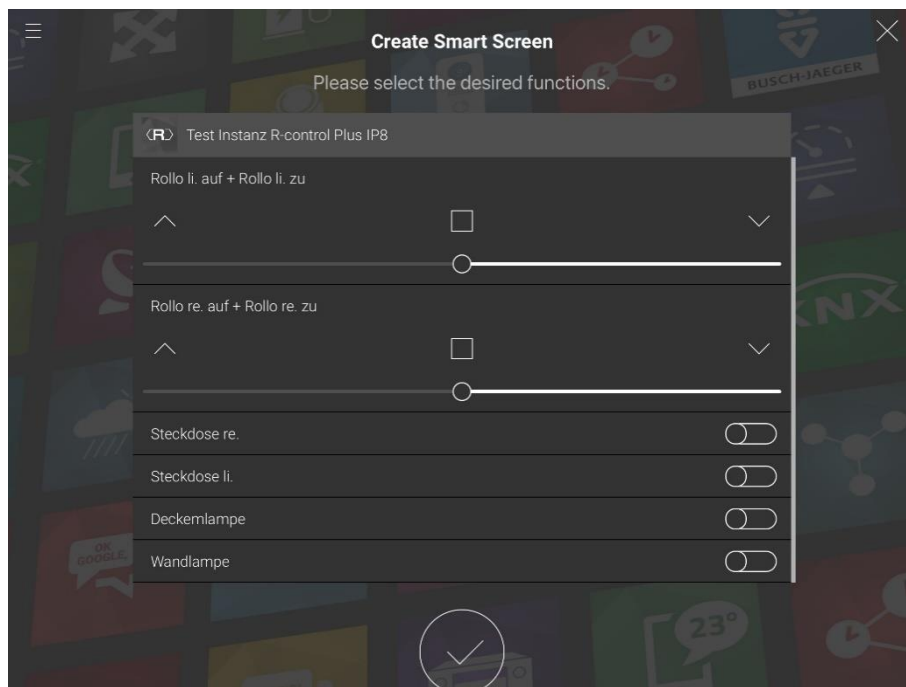 Create Smart Screen
Please select the desired functions.
BUSCH-JAEGER
R Test Instanz R-control Plus IP8
Rollo li. auf + Rollo li. zu
KNX
Rollo re. auf + Rollo re. zu
Steckdose re.
Steckdose li.
Deckemlampe
OK
GOOGLE,
Wandlampe
23°